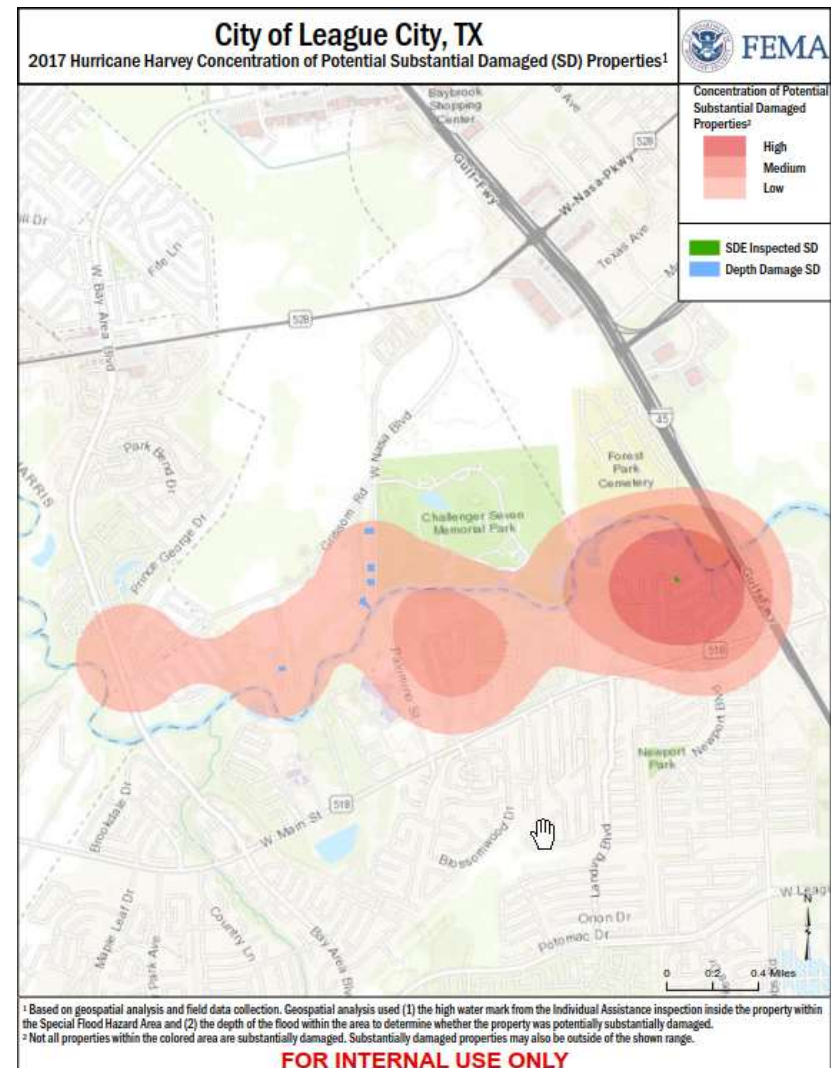 City of League City, TX
2017 Hurricane Harvey Concentration of Potential Substantial Damaged (SD) Properties¹
FEMA
Concentration of Potential
Substantial Damaged
Properties²
High
Medium
Low
SDE Inspected SD
Depth Damage SD
Baybrook
Shopping
Center
Gulf-Fwy
528
W-Nasa-Pkwy
Texas Ave
Fife Ln
W Bay Area Blvd
528
W Nasa Blvd
45
Park Bend Dr
Forest
Park
Cemetery
HARRIS
Grissom Rd
Challenger Seven
Memorial Park
Prince George Dr
Gulf-Fwy
518
Palomino St
Newport Blvd
Newport
Park
518
W Main St
Brookdale Dr
Blossomwood Dr
Landing Blvd
Maple Leaf Dr
Park Ave
Country Ln
Bay Area Blv
Orion Dr
Potomac Dr
W Leag
N
0 0.2 0.4 Miles
¹ Based on geospatial analysis and field data collection. Geospatial analysis used (1) the high water mark from the Individual Assistance inspection inside the property within
the Special Flood Hazard Area and (2) the depth of the flood within the area to determine whether the property was potentially substantially damaged.
² Not all properties within the colored area are substantially damaged. Substantially damaged properties may also be outside of the shown range.
FOR INTERNAL USE ONLY